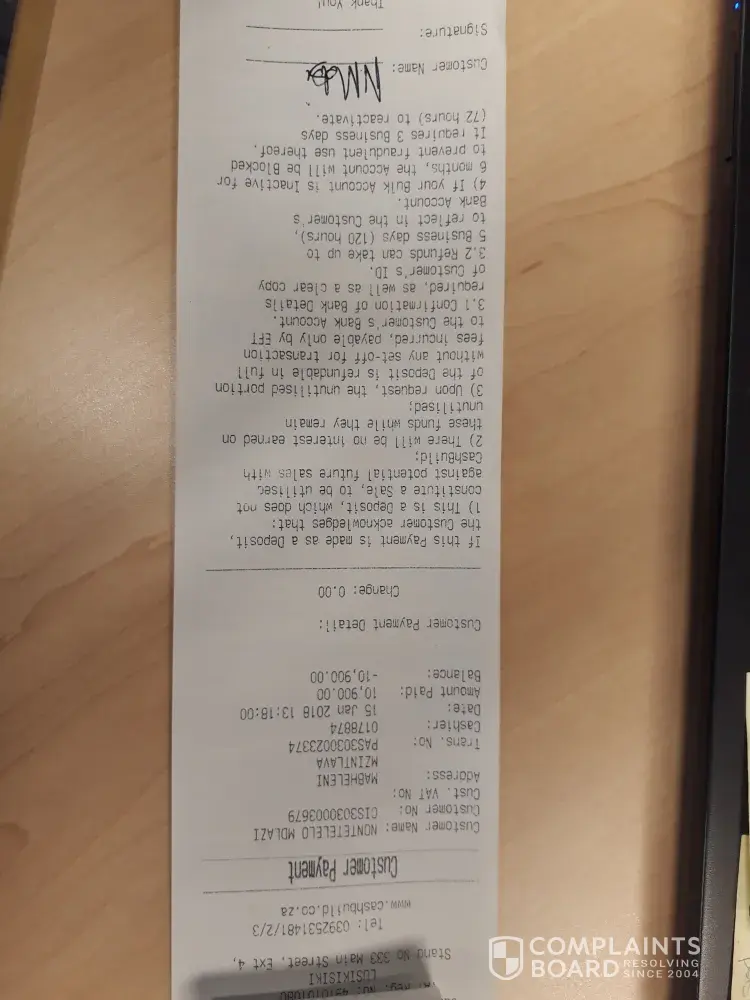 Reg. No: 4910101080
LUSIKISIKI
Stand No 333 Main Street, Ext 4,
Tel: 0392531481/2/3
www.cashbuild.co.za
Customer Payment
Customer Name: NONTETELELO MDLAZI
Customer No: CIS3030003679
Cust. VAT No:
Address: MABHELENI
MZINTLAVA
Trans. No: PAS3030023374
Cashier: 0178874
Date: 15 Jan 2018 13:18:00
Amount Paid: 10,900.00
Balance: -10,900.00
Customer Payment Detail:
Change: 0.00
If this Payment is made as a Deposit,
the Customer acknowledges that:
1) This is a Deposit, which does not
constitute a Sale, to be utilised
against potential future sales with
CashBuild;
2) There will be no interest earned on
these funds while they remain
unutilised;
3) Upon request, the unutilised portion
of the Deposit is refundable in full
without any set-off for transaction
fees incurred, payable only by EFT
to the Customer's Bank Account.
3.1 Confirmation of Bank Details
required, as well as a clear copy
of Customer's ID.
3.2 Refunds can take up to
5 Business days (120 hours),
to reflect in the Customer's
Bank Account.
4) If your Bulk Account is Inactive for
6 months, the Account will be Blocked
to prevent fraudulent use thereof.
It requires 3 Business days
(72 hours) to reactivate.
Customer Name:
Signature:
Thank You!
COMPLAINTS
BOARD RESOLVING
SINCE 2004